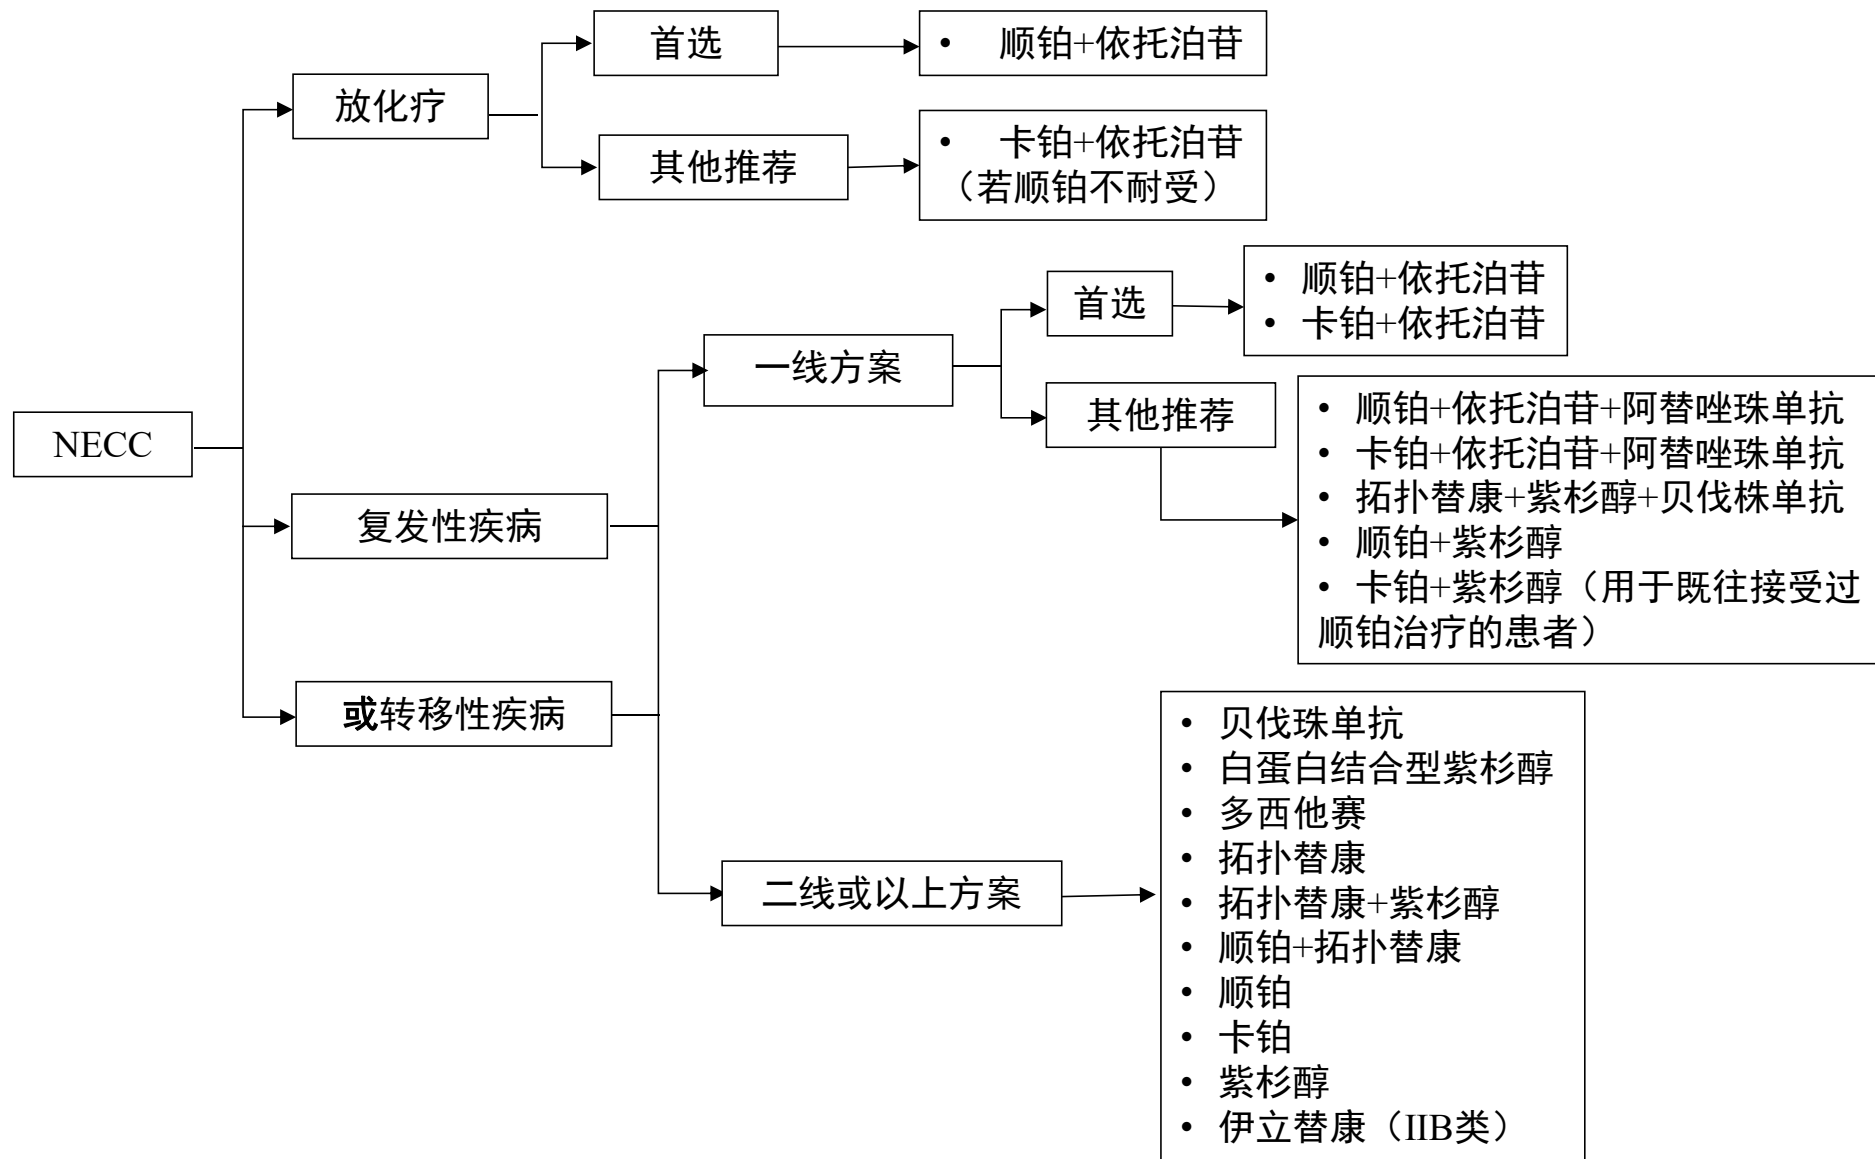 首选
• 顺铂+依托泊苷
放化疗
其他推荐
• 卡铂+依托泊苷
（若顺铂不耐受）
首选
• 顺铂+依托泊苷
• 卡铂+依托泊苷
一线方案
其他推荐
• 顺铂+依托泊苷+阿替唑珠单抗
• 卡铂+依托泊苷+阿替唑珠单抗
• 拓扑替康+紫杉醇+贝伐株单抗
• 顺铂+紫杉醇
• 卡铂+紫杉醇（用于既往接受过
顺铂治疗的患者）
NECC
复发性疾病
或转移性疾病
二线或以上方案
• 贝伐珠单抗
• 白蛋白结合型紫杉醇
• 多西他赛
• 拓扑替康
• 拓扑替康+紫杉醇
• 顺铂+拓扑替康
• 顺铂
• 卡铂
• 紫杉醇
• 伊立替康（IIB类）